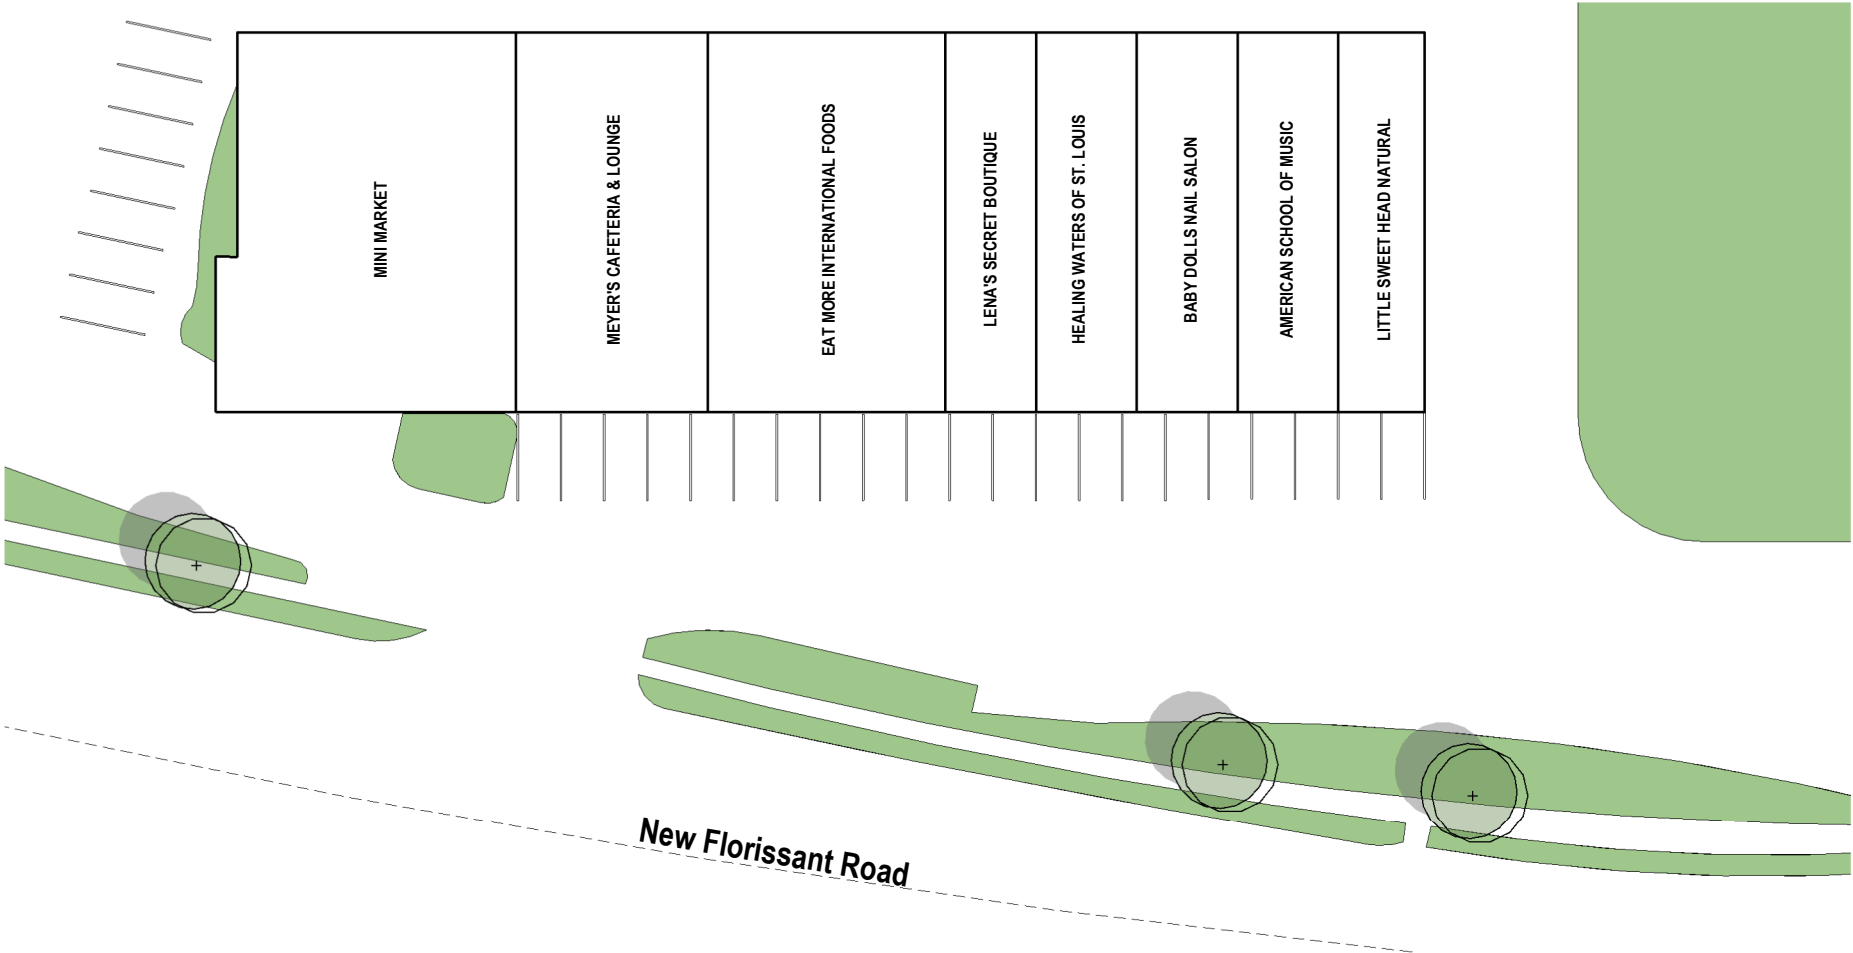 MINI MARKET
MEYER'S CAFETERIA & LOUNGE
EAT MORE INTERNATIONAL FOODS
LENA'S SECRET BOUTIQUE
HEALING WATERS OF ST. LOUIS
BABY DOLLS NAIL SALON
AMERICAN SCHOOL OF MUSIC
LITTLE SWEET HEAD NATURAL
New Florissant Road